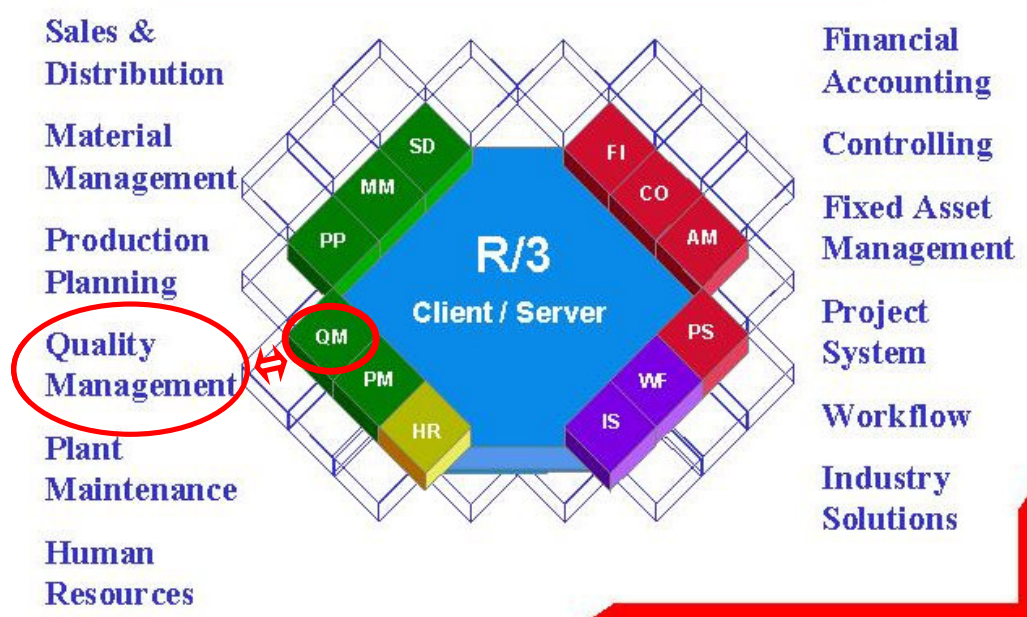 Sales &
Distribution
Material
Management
Production
Planning
Quality
Management
Plant
Maintenance
Human
Resources
SD
MM
PP
QM
PM
HR
R/3
Client / Server
FI
CO
AM
PS
WF
IS
Financial
Accounting
Controlling
Fixed Asset
Management
Project
System
Workflow
Industry
Solutions